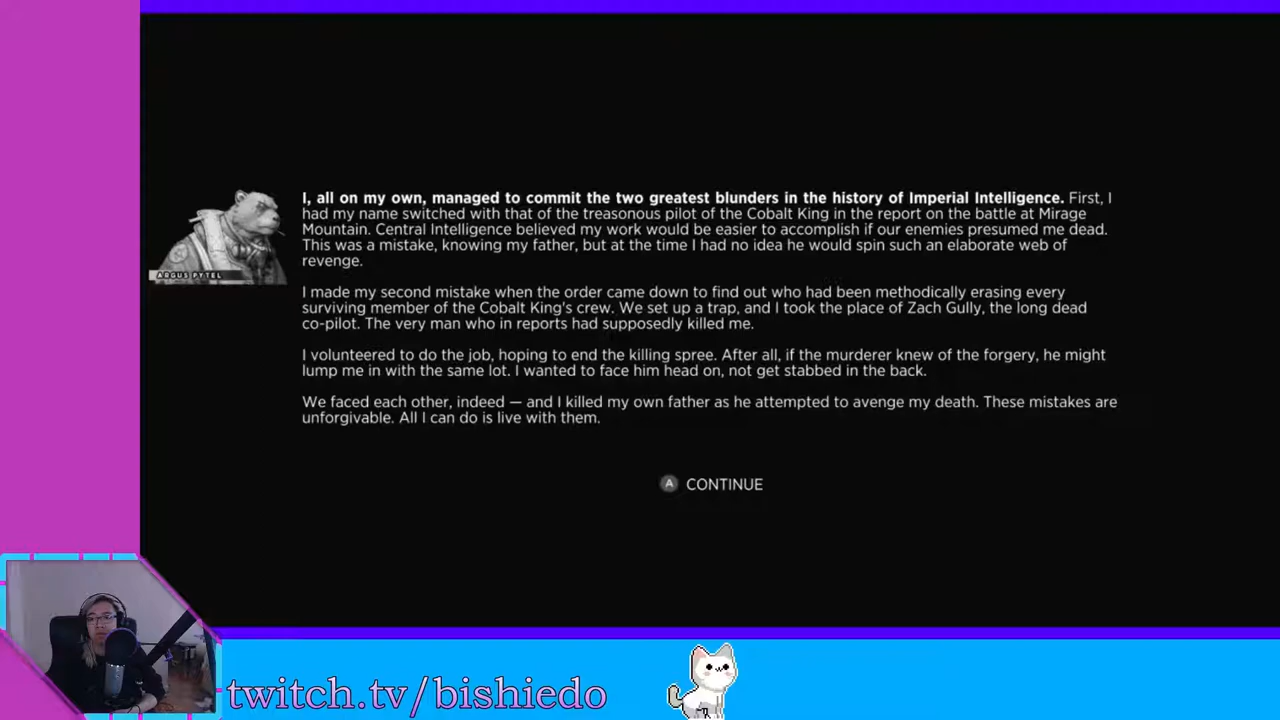 I, all on my own, managed to commit the two greatest blunders in the history of Imperial Intelligence. First, I
had my name switched with that of the treasonous pilot of the Cobalt King in the report on the battle at Mirage
Mountain. Central Intelligence believed my work would be easier to accomplish if our enemies presumed me dead.
This was a mistake, knowing my father, but at the time I had no idea he would spin such an elaborate web of
revenge.
ARGUS PYTEL
I made my second mistake when the order came down to find out who had been methodically erasing every
surviving member of the Cobalt King's crew. We set up a trap, and I took the place of Zach Gully, the long dead
co-pilot. The very man who in reports had supposedly killed me.
I volunteered to do the job, hoping to end the killing spree. After all, if the murderer knew of the forgery, he might
lump me in with the same lot. I wanted to face him head on, not get stabbed in the back.
We faced each other, indeed — and I killed my own father as he attempted to avenge my death. These mistakes are
unforgivable. All I can do is live with them.
A CONTINUE
twitch.tv/bishiedo